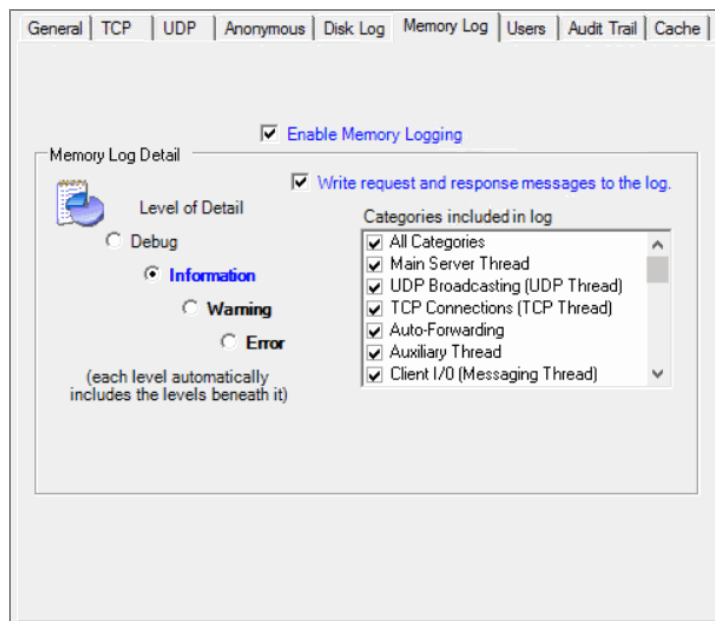 General TCP UDP Anonymous Disk Log Memory Log Users Audit Trail Cache
Enable Memory Logging
Memory Log Detail
Write request and response messages to the log.
Level of Detail
Categories included in log
Debug
Information
Warning
Error
(each level automatically
includes the levels beneath it)
All Categories
Main Server Thread
UDP Broadcasting (UDP Thread)
TCP Connections (TCP Thread)
Auto-Forwarding
Auxiliary Thread
Client I/O (Messaging Thread)